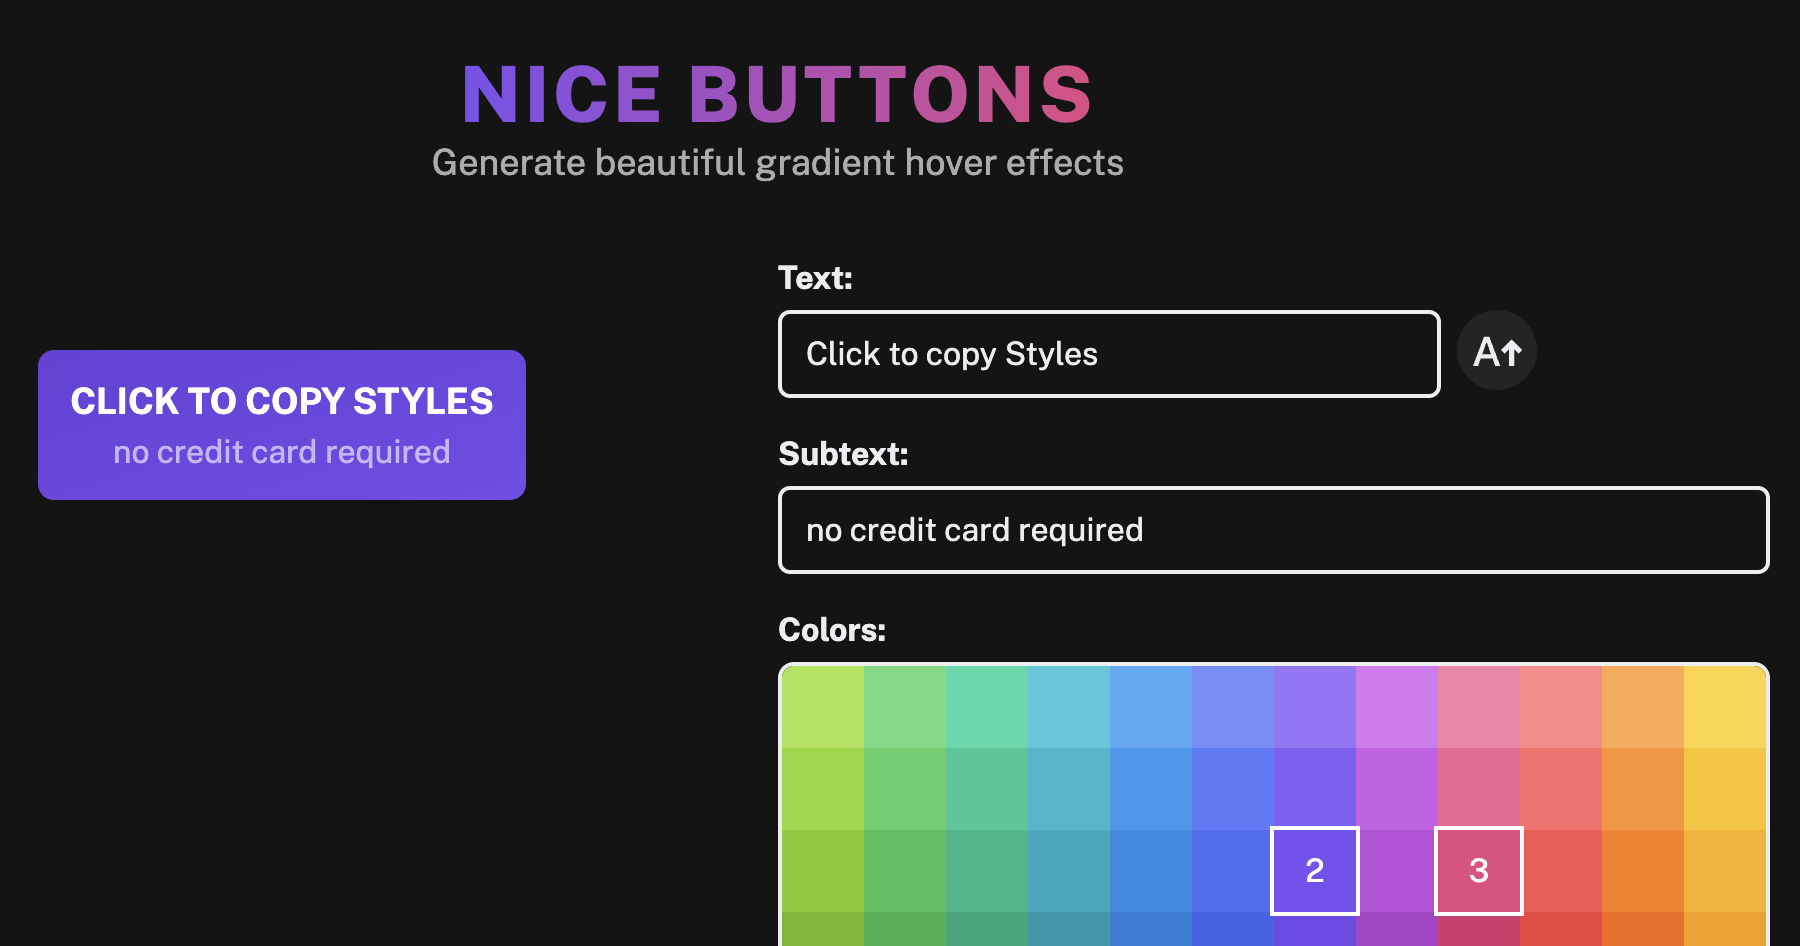 NICE BUTTONS
Generate beautiful gradient hover effects
CLICK TO COPY STYLES
no credit card required
Text:
Click to copy Styles
A↑
Subtext:
no credit card required
Colors:
2
3